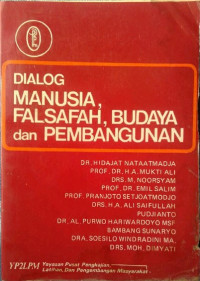 DIALOG
MANUSIA,
FALSAFAH, BUDAYA
dan PEMBANGUNAN
DR. HIDAJAT NATAATMADJA
PROF. DR. H.A. MUKTI ALI
DRS. M. NOORSYAM
PROF. DR. EMIL SALIM
PROF. PRANJOTO SETJOATMODJO
DRS. H.A. ALI SAIFULLAH
PUDJIANTO
DR. AL. PURWO HARIWARDOYO MSF
BAMBANG SUNARYO
DRA. SOESILO WINDRADINI MA.
DRS. MOH. DIMYATI
YP2LPM Yayasan Pusat Pengkajian,
Latihan, Dan Pengembangan Masyarakat